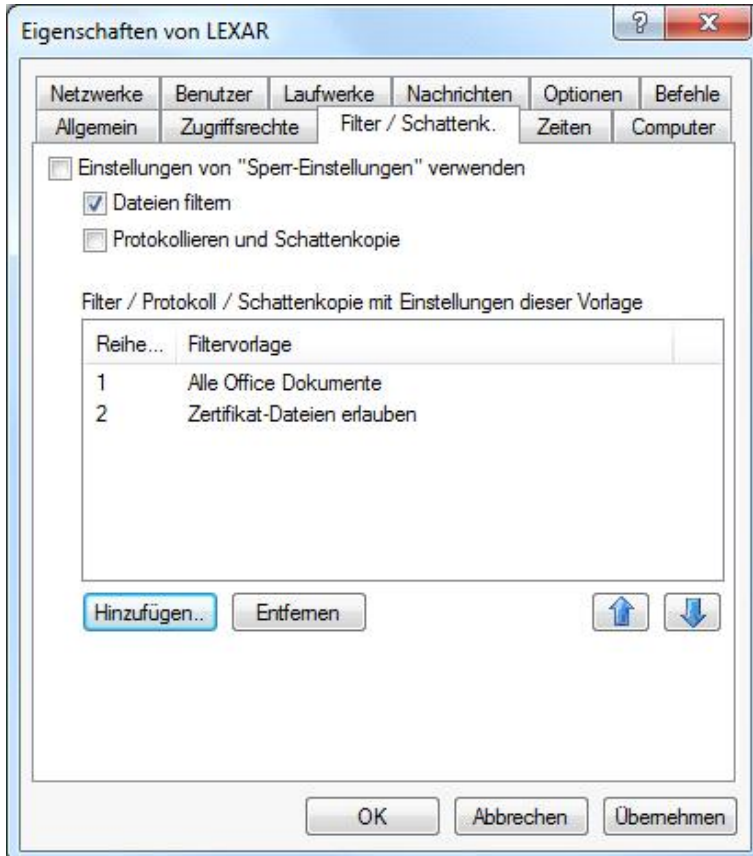 Eigenschaften von LEXAR
Netzwerke Benutzer Laufwerke Nachrichten Optionen Befehle
Allgemein Zugriffsrechte Filter / Schattenk. Zeiten Computer
Einstellungen von "Sperr-Einstellungen" verwenden
Dateien filtern
Protokollieren und Schattenkopie
Filter / Protokoll / Schattenkopie mit Einstellungen dieser Vorlage
Reihe... Filtervorlage
1 Alle Office Dokumente
2 Zertifikat-Dateien erlauben
Hinzufügen.. Entfernen
OK Abbrechen Übernehmen